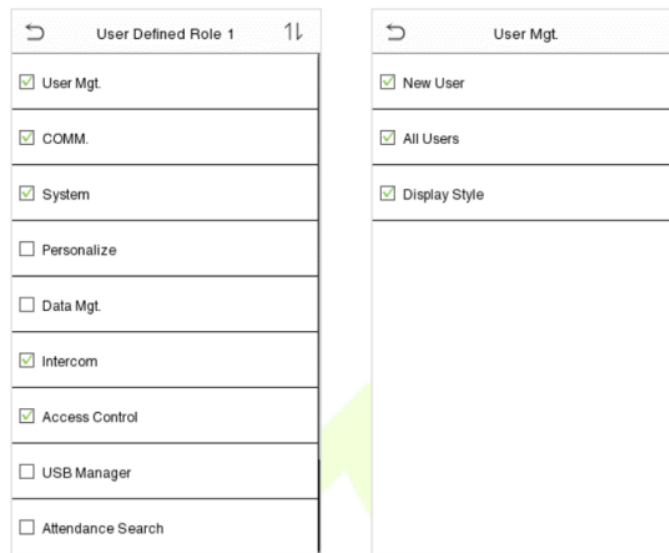 User Defined Role 1
User Mgt.
COMM.
System
Personalize
Data Mgt.
Intercom
Access Control
USB Manager
Attendance Search
User Mgt.
New User
All Users
Display Style